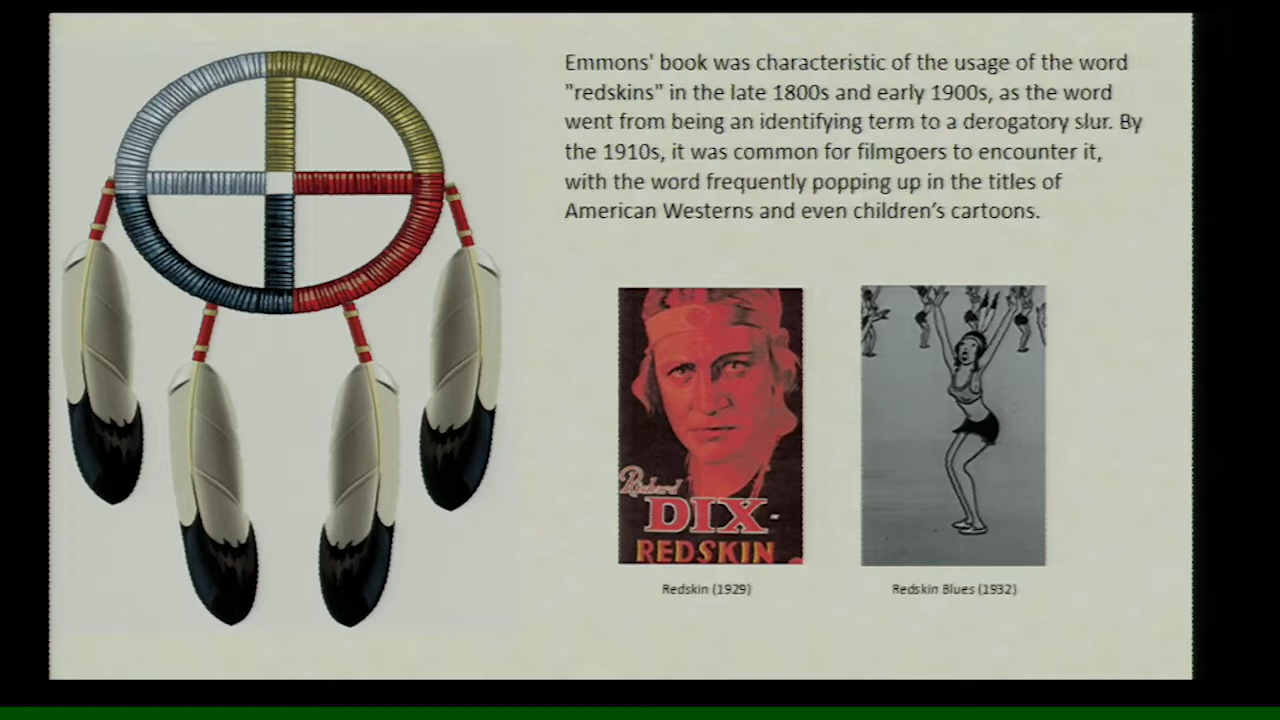 Emmons' book was characteristic of the usage of the word
"redskins” in the late 1800s and early 1900s, as the word
went from being an identifying term to a derogatory slur. By
the 1910s, it was common for filmgoers to encounter it,
with the word frequently popping up in the titles of
American Westerns and even children’s cartoons.
Richard
DIX-
REDSKIN
Redskin (1929)
Redskin Blues (1932)